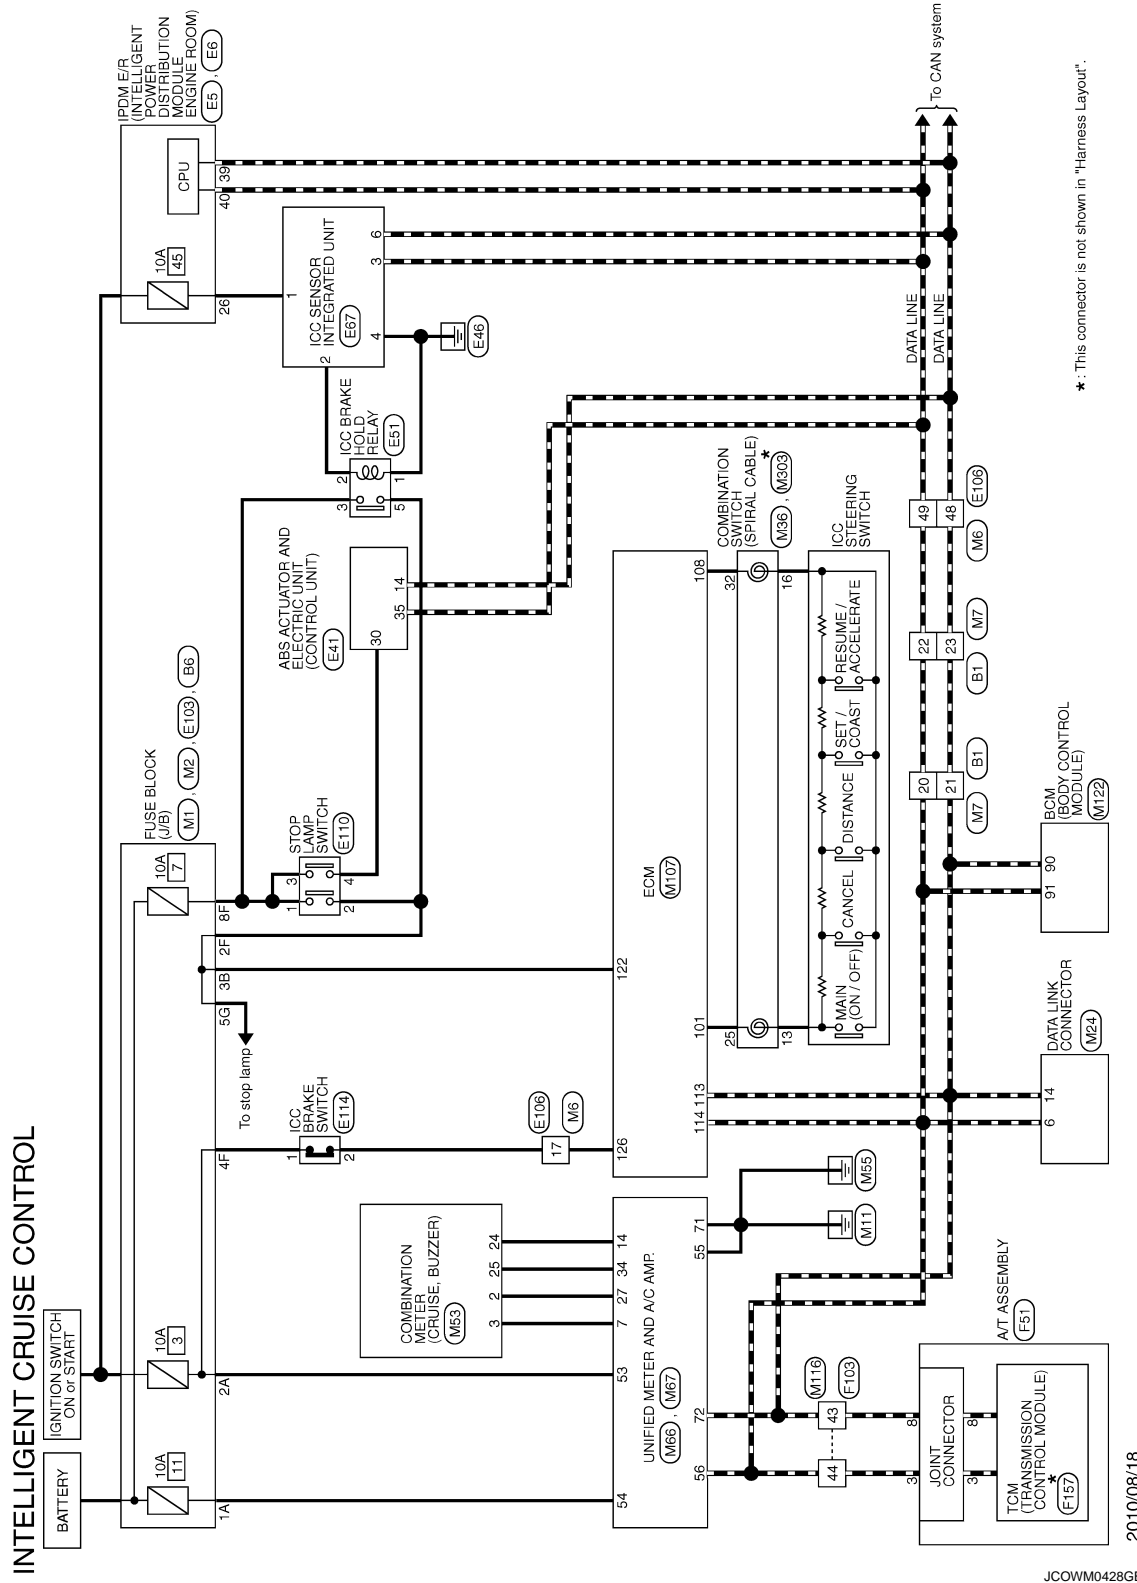 INTELLIGENT CRUISE CONTROL
BATTERY
IGNITION SWITCH
ON or START
10A
11
10A
3
10A
7
FUSE BLOCK
(J/B)
M1 , M2 , E103 , B6
10A
45
CPU
IPDM E/R
(INTELLIGENT
POWER
DISTRIBUTION
MODULE
ENGINE ROOM)
E5 , E6
1A
2A
4F
5G
3B
2F
8F
26
40
39
To stop lamp
ICC
BRAKE
SWITCH
E114
1
2
STOP
LAMP
SWITCH
E110
1
3
2
4
ABS ACTUATOR AND
ELECTRIC UNIT
(CONTROL UNIT)
E41
30
35
14
ICC BRAKE
HOLD
RELAY
E51
2
3
1
5
ICC SENSOR
INTEGRATED UNIT
E67
1
2
4
3
6
E46
COMBINATION
METER
(CRUISE, BUZZER)
M53
3
2
25
24
E106
M6
17
54
53
7
27
34
14
UNIFIED METER AND A/C AMP.
M66 , M67
56
72
55
71
M11
M55
126
122
ECM
M107
114
113
101
108
25
32
13
16
COMBINATION
SWITCH
(SPIRAL CABLE)
M36 , M303 *
ICC
STEERING
SWITCH
MAIN
(ON / OFF)
CANCEL
DISTANCE
SET /
COAST
RESUME /
ACCELERATE
M116
F103
44
43
3
8
JOINT
CONNECTOR
3
8
TCM
(TRANSMISSION
CONTROL MODULE)
* F157
A/T ASSEMBLY
F51
6
14
DATA LINK
CONNECTOR
M24
91
90
BCM
(BODY CONTROL
MODULE)
M122
20
21
M7
B1
22
23
B1
M7
49
48
M6
E106
DATA LINE
DATA LINE
To CAN system
* : This connector is not shown in "Harness Layout".
2010/08/18
JCOWM0428GE